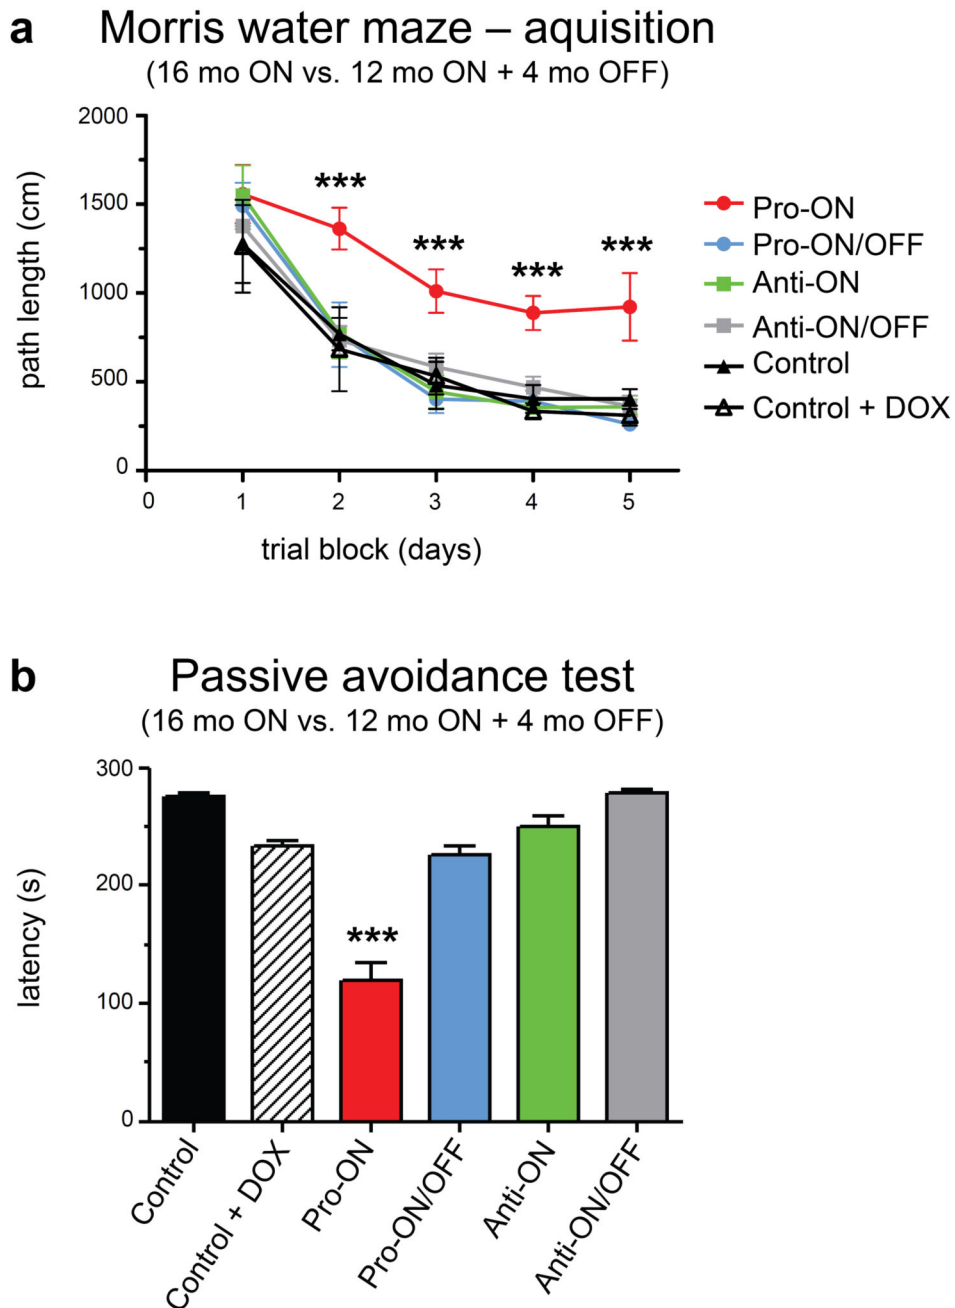 a Morris water maze – aquisition
(16 mo ON vs. 12 mo ON + 4 mo OFF)
2000
1500
1000
500
0
path length (cm)
***
***
***
***
0 1 2 3 4 5
trial block (days)
Pro-ON
Pro-ON/OFF
Anti-ON
Anti-ON/OFF
Control
Control + DOX
b Passive avoidance test
(16 mo ON vs. 12 mo ON + 4 mo OFF)
300
200
100
0
latency (s)
***
Control
Control + DOX
Pro-ON
Pro-ON/OFF
Anti-ON
Anti-ON/OFF